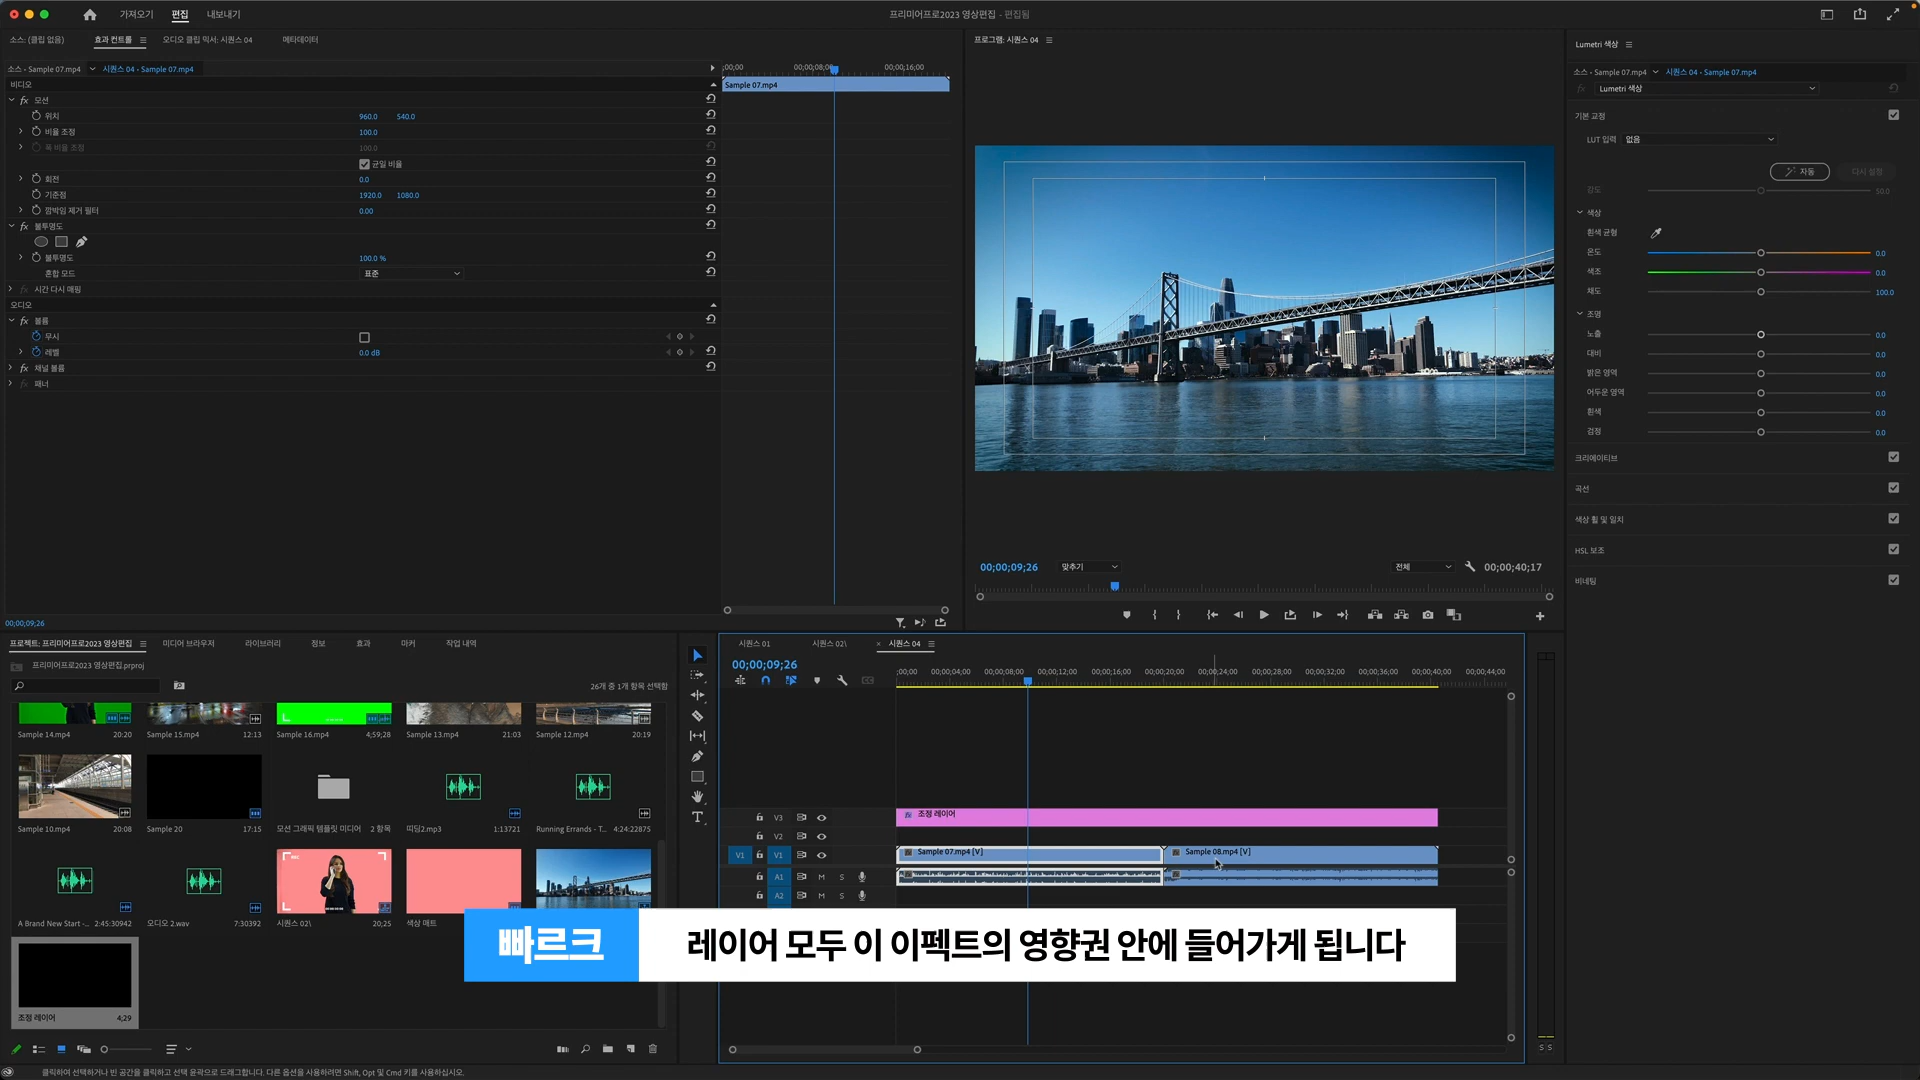 가져오기 편집 내보내기
프리미어프로2023 영상편집 - 편집됨
소스: (클립 없음) 효과 컨트롤 오디오 클립 믹서: 시퀀스 04 메타데이터
소스 • Sample 07.mp4 시퀀스 04 • Sample 07.mp4
비디오
fx 모션
위치 960.0 540.0
비율 조정 100.0
폭 비율 조정 100.0
균일 비율
회전 0.0
기준점 1920.0 1080.0
깜박임 제거 필터 0.00
fx 불투명도
불투명도 100.0 %
혼합 모드 표준
fx 시간 다시 매핑
오디오
fx 볼륨
무시
레벨 0.0 dB
fx 채널 볼륨
fx 패너
;00;00 00;00;08;00 00;00;16;00
Sample 07.mp4
00;00;09;26
프로그램: 시퀀스 04
00;00;09;26 맞추기 전체 00;00;40;17
Lumetri 색상
소스 • Sample 07.mp4 시퀀스 04 • Sample 07.mp4
fx Lumetri 색상
기본 교정
LUT 입력 없음
자동 다시 설정
강도 50.0
색상
흰색 균형
온도 0.0
색조 0.0
채도 100.0
조명
노출 0.0
대비 0.0
밝은 영역 0.0
어두운 영역 0.0
흰색 0.0
검정 0.0
크리에이티브
곡선
색상 휠 및 일치
HSL 보조
비네팅
프로젝트: 프리미어프로2023 영상편집 미디어 브라우저 라이브러리 정보 효과 마커 작업 내역
프리미어프로2023 영상편집.prproj
26개 중 1개 항목 선택함
Sample 14.mp4 20:20
Sample 15.mp4 12:13
Sample 16.mp4 4;59;28
Sample 13.mp4 21:03
Sample 12.mp4 20:19
Sample 10.mp4 20:08
Sample 20 17:15
모션 그래픽 템플릿 미디어 2 항목
띠딩2.mp3 1:13721
Running Errands - T... 4:24:22875
A Brand New Start -... 2:45:30942
오디오 2.wav 7:30392
시퀀스 02\ 20;25
색상 매트
조정 레이어 4;29
시퀀스 01 시퀀스 02\ × 시퀀스 04
00;00;09;26
;00;00 00;00;04;00 00;00;08;00 00;00;12;00 00;00;16;00 00;00;20;00 00;00;24;00 00;00;28;00 00;00;32;00 00;00;36;00 00;00;40;00 00;00;44;00
V3 fx 조정 레이어
V2
V1 V1 Sample 07.mp4 [V] Sample 08.mp4 [V]
A1 M S
A2 M S
S S
빠르크 레이어 모두 이 이펙트의 영향권 안에 들어가게 됩니다
클릭하여 선택하거나 빈 공간을 클릭하고 선택 윤곽으로 드래그합니다. 다른 옵션을 사용하려면 Shift, Opt 및 Cmd 키를 사용하십시오.